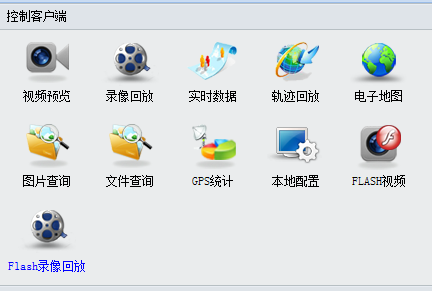 控制客户端
视频预览
录像回放
实时数据
轨迹回放
电子地图
图片查询
文件查询
GPS统计
本地配置
FLASH视频
Flash录像回放